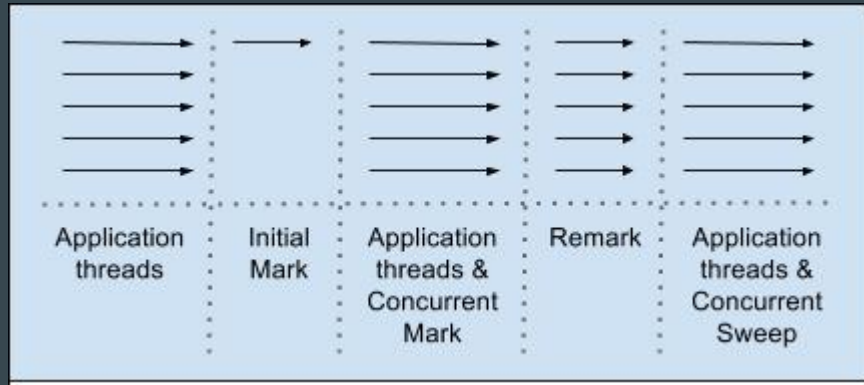 Application
threads
Initial
Mark
Application
threads &
Concurrent
Mark
Remark
Application
threads &
Concurrent
Sweep